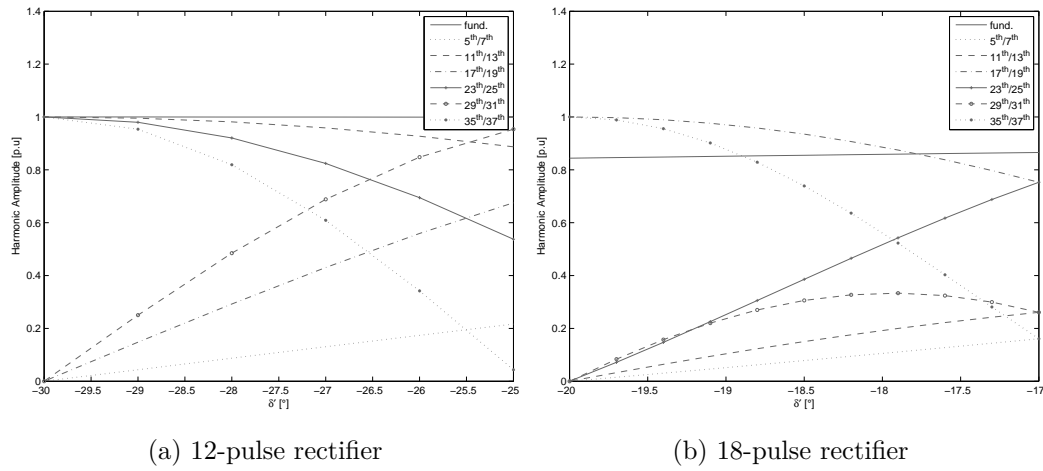 1.4
1.2
1
0.8
0.6
0.4
0.2
0
Harmonic Amplitude [p.u]
−30 −29.5 −29 −28.5 −28 −27.5 −27 −26.5 −26 −25.5 −25
δ′ [°]
fund.
5th/7th
11th/13th
17th/19th
23th/25th
29th/31th
35th/37th
(a) 12-pulse rectifier
1.4
1.2
1
0.8
0.6
0.4
0.2
0
Harmonic Amplitude [p.u]
−20 −19.5 −19 −18.5 −18 −17.5 −17
δ′ [°]
fund.
5th/7th
11th/13th
17th/19th
23th/25th
29th/31th
35th/37th
(b) 18-pulse rectifier